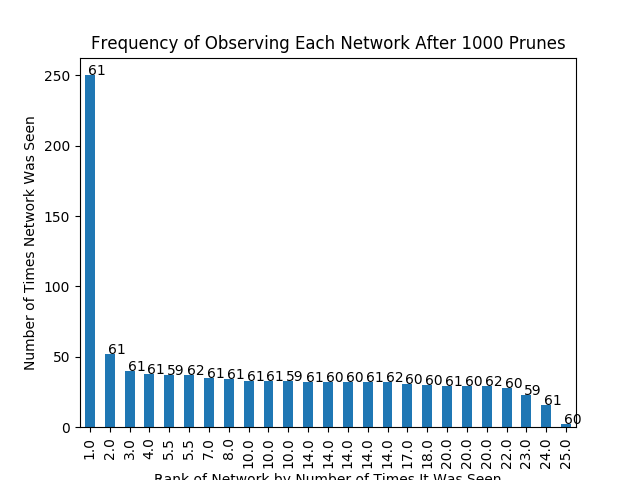 Frequency of Observing Each Network After 1000 Prunes
Number of Times Network Was Seen
250
200
150
100
50
0
61 61 61 61 59 62 61 61 61 61 59 61 60 60 61 62 60 60 61 60 62 60 59 61 60
1.0 2.0 3.0 4.0 5.5 5.5 7.0 8.0 10.0 10.0 10.0 14.0 14.0 14.0 14.0 14.0 17.0 18.0 20.0 20.0 20.0 22.0 23.0 24.0 25.0
Rank of Network by Number of Times It Was Seen